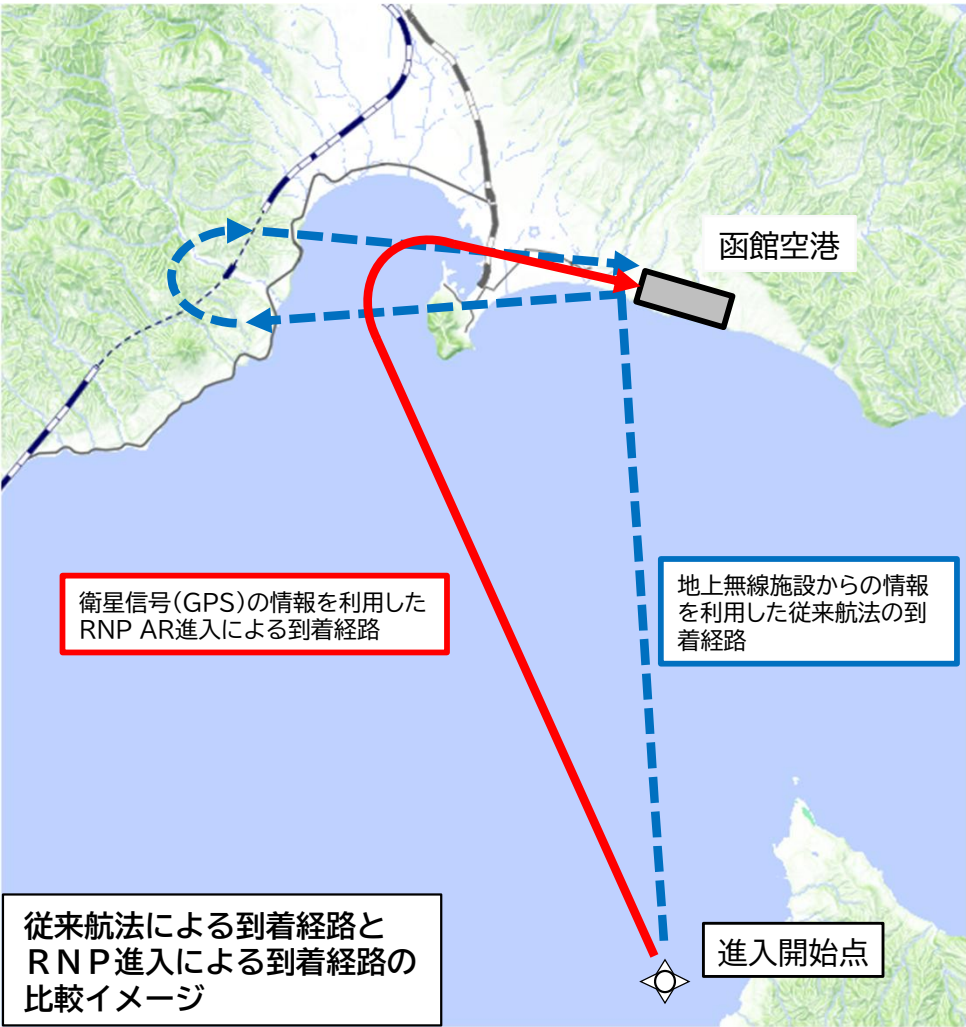 函館空港
衛星信号(GPS)の情報を利用した
RNP AR進入による到着経路
地上無線施設からの情報
を利用した従来航法の到
着経路
従来航法による到着経路と
RNP進入による到着経路の
比較イメージ
進入開始点